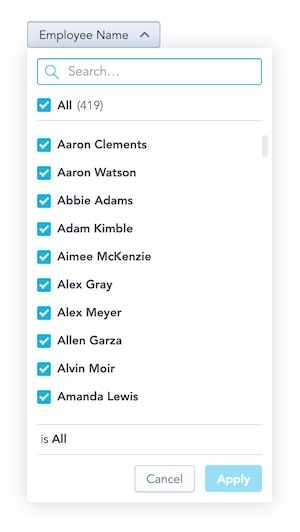 Employee Name
Search...
All (419)
Aaron Clements
Aaron Watson
Abbie Adams
Adam Kimble
Aimee McKenzie
Alex Gray
Alex Meyer
Allen Garza
Alvin Moir
Amanda Lewis
is All
Cancel
Apply